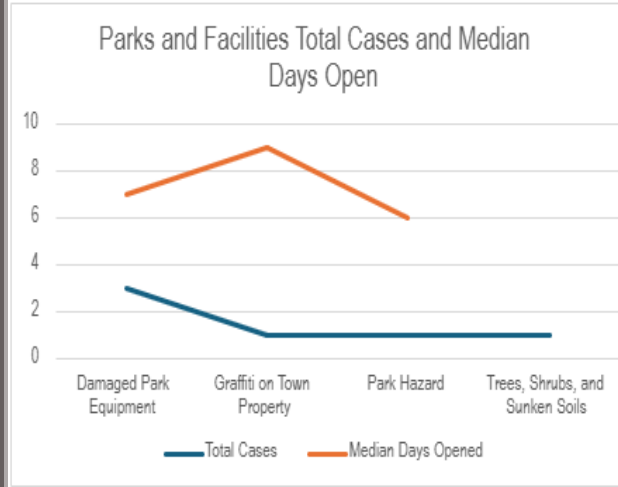 Parks and Facilities Total Cases and Median
Days Open
10
8
6
4
2
0
Damaged Park
Equipment
Graffiti on Town
Property
Park Hazard
Trees, Shrubs, and
Sunken Soils
Total Cases
Median Days Opened